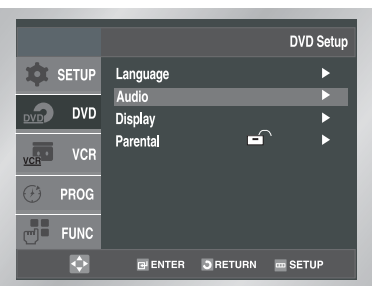 DVD Setup
SETUP
DVD
VCR
PROG
FUNC
Language
Audio
Display
Parental
DVD
VCR
ENTER RETURN SETUP